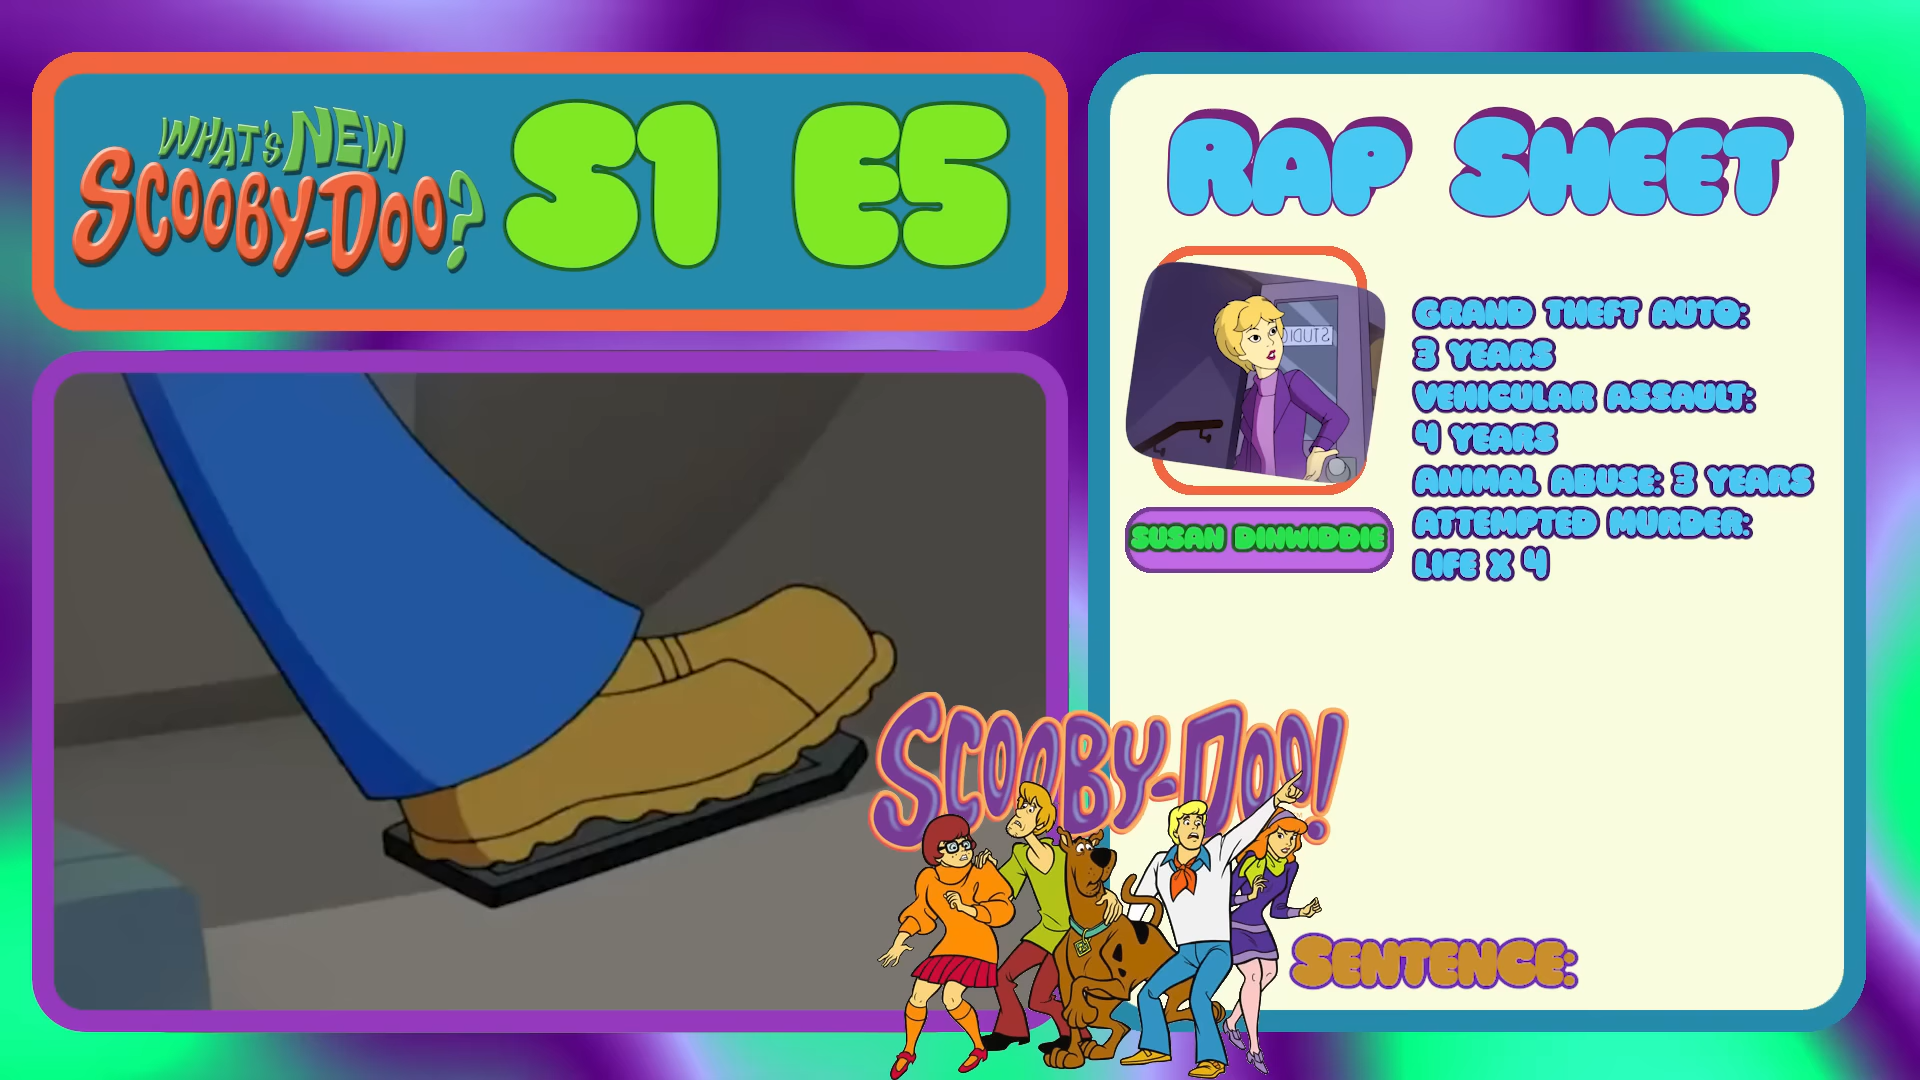 WHAT'S NEW
SCOOBY-DOO?
S1 E5
RAP SHEET
STUDIO
GRAND THEFT AUTO:
3 YEARS
VEHICULAR ASSAULT:
4 YEARS
ANIMAL ABUSE: 3 YEARS
ATTEMPTED MURDER:
LIFE X 4
SUSAN DINWIDDIE
SCOOBY-DOO!
SENTENCE: